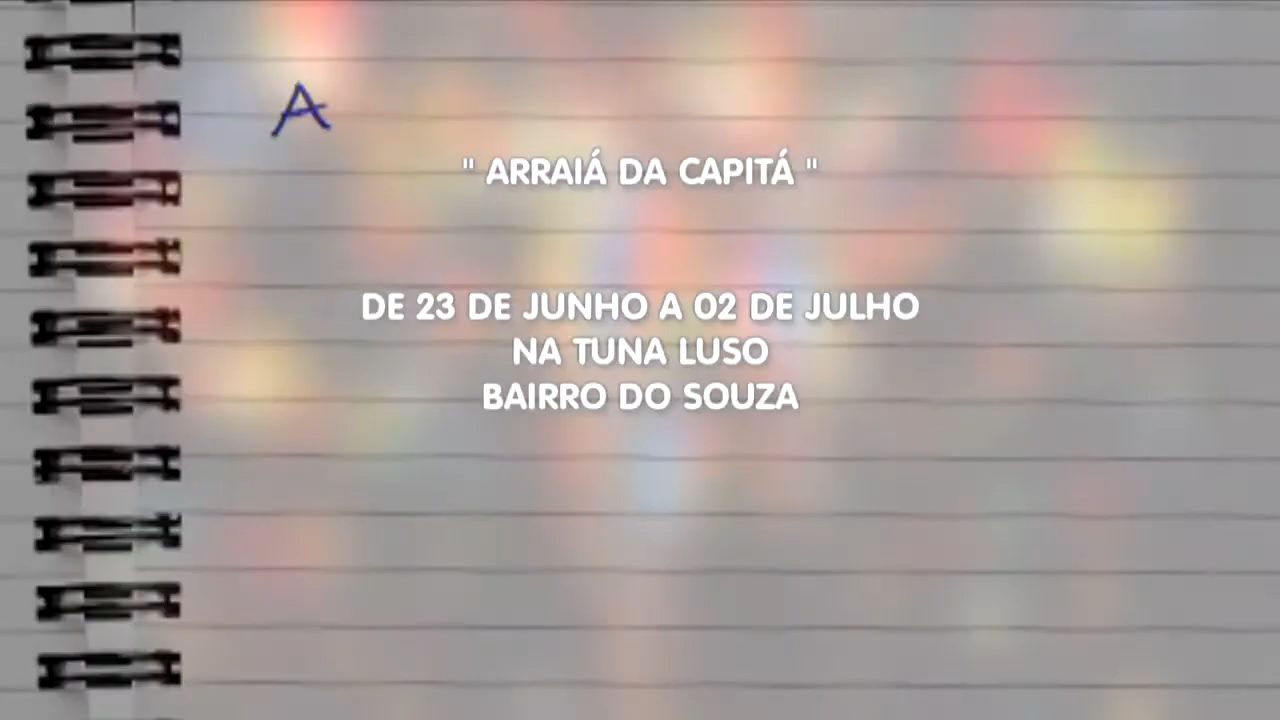 A
" ARRAIÁ DA CAPITÁ "
DE 23 DE JUNHO A 02 DE JULHO
NA TUNA LUSO
BAIRRO DO SOUZA